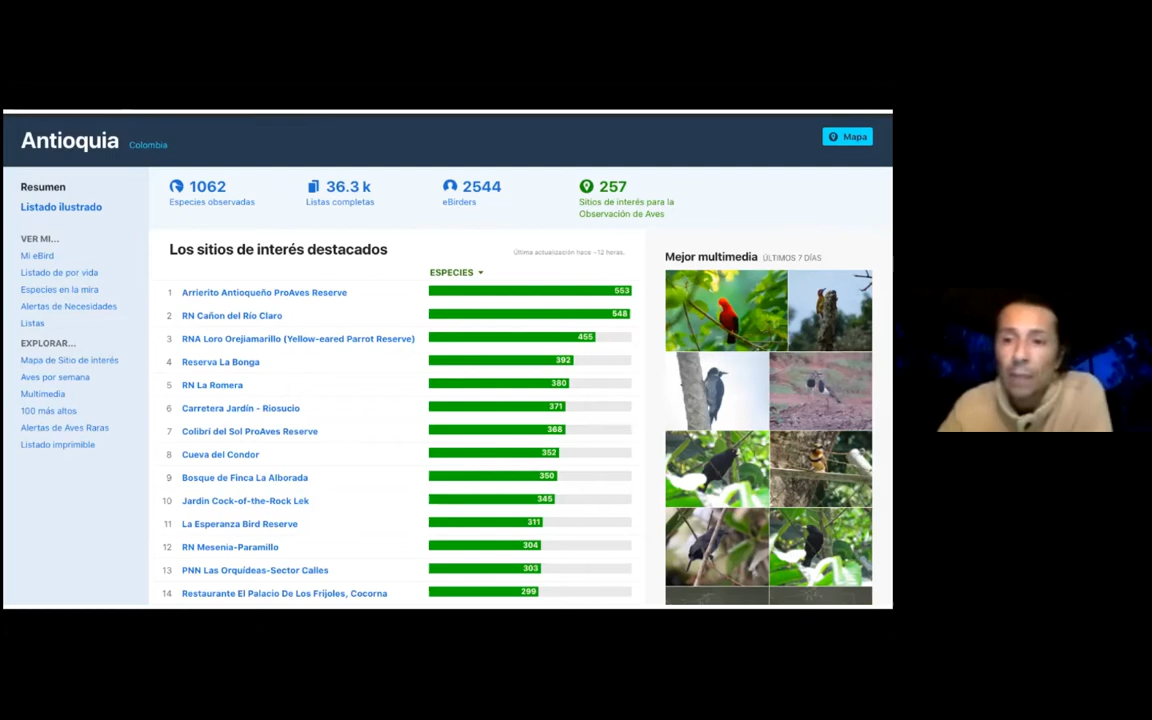 Antioquia Colombia
Mapa
Resumen
Listado ilustrado
VER MI...
Mi eBird
Listado de por vida
Especies en la mira
Alertas de Necesidades
Listas
EXPLORAR...
Mapa de Sitio de interés
Aves por semana
Multimedia
100 más altos
Alertas de Aves Raras
Listado imprimible
1062
Especies observadas
36.3 k
Listas completas
2544
eBirders
257
Sitios de interés para la
Observación de Aves
Los sitios de interés destacados
Última actualización hace ~12 horas.
ESPECIES
1 Arrierito Antioqueño ProAves Reserve 553
2 RN Cañon del Río Claro 548
3 RNA Loro Orejiamarillo (Yellow-eared Parrot Reserve) 455
4 Reserva La Bonga 392
5 RN La Romera 380
6 Carretera Jardín - Riosucio 371
7 Colibrí del Sol ProAves Reserve 368
8 Cueva del Condor 352
9 Bosque de Finca La Alborada 350
10 Jardin Cock-of-the-Rock Lek 345
11 La Esperanza Bird Reserve 311
12 RN Mesenia-Paramillo 304
13 PNN Las Orquídeas-Sector Calles 303
14 Restaurante El Palacio De Los Frijoles, Cocorna 299
Mejor multimedia ÚLTIMOS 7 DÍAS